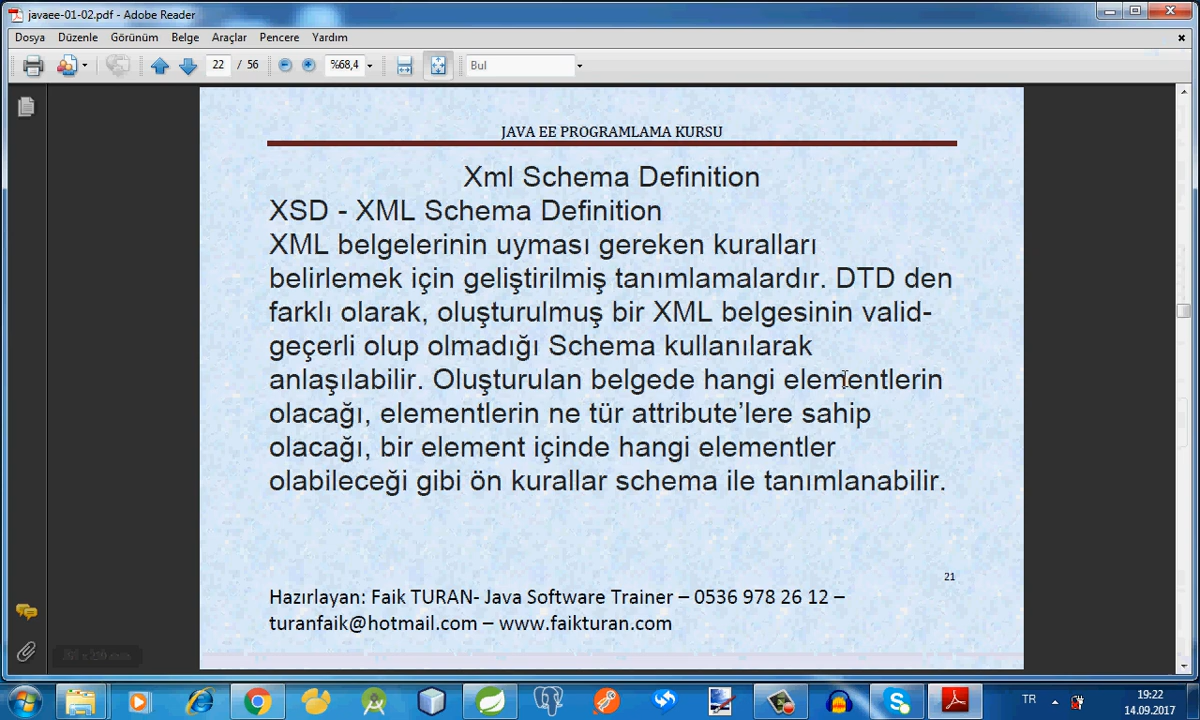 javaee-01-02.pdf - Adobe Reader
Dosya Düzenle Görünüm Belge Araçlar Pencere Yardım
22 / 56 %68,4 Bul
JAVA EE PROGRAMLAMA KURSU
Xml Schema Definition
XSD - XML Schema Definition
XML belgelerinin uyması gereken kuralları
belirlemek için geliştirilmiş tanımlamalardır. DTD den
farklı olarak, oluşturulmuş bir XML belgesinin valid-
geçerli olup olmadığı Schema kullanılarak
anlaşılabilir. Oluşturulan belgede hangi elementlerin
olacağı, elementlerin ne tür attribute’lere sahip
olacağı, bir element içinde hangi elementler
olabileceği gibi ön kurallar schema ile tanımlanabilir.
21
Hazırlayan: Faik TURAN- Java Software Trainer – 0536 978 26 12 –
turanfaik@hotmail.com – www.faikturan.com
TR
19:22
14.09.2017